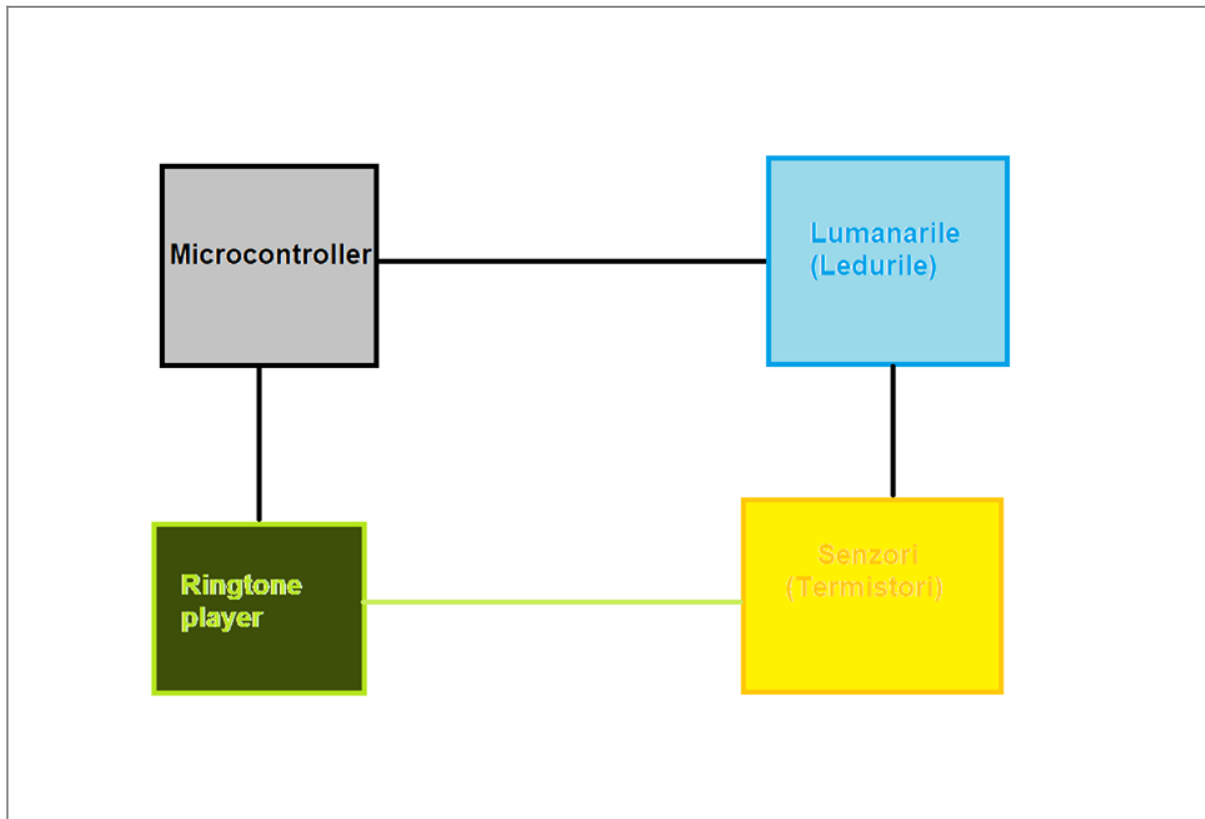 Microcontroller
Lumanarile
(Ledurile)
Ringtone
player
Senzori
(Termistori)